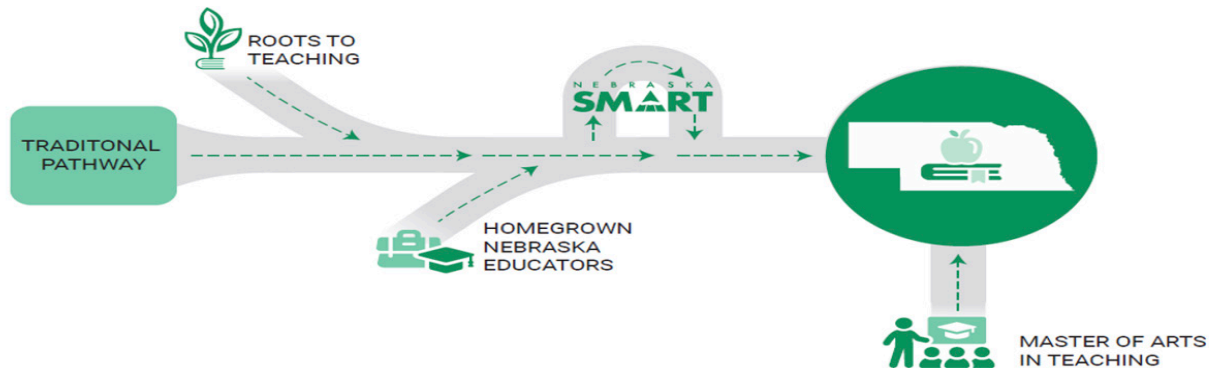 ROOTS TO
TEACHING
TRADITONAL
PATHWAY
NEBRASKA
SMART
HOMEGROWN
NEBRASKA
EDUCATORS
MASTER OF ARTS
IN TEACHING